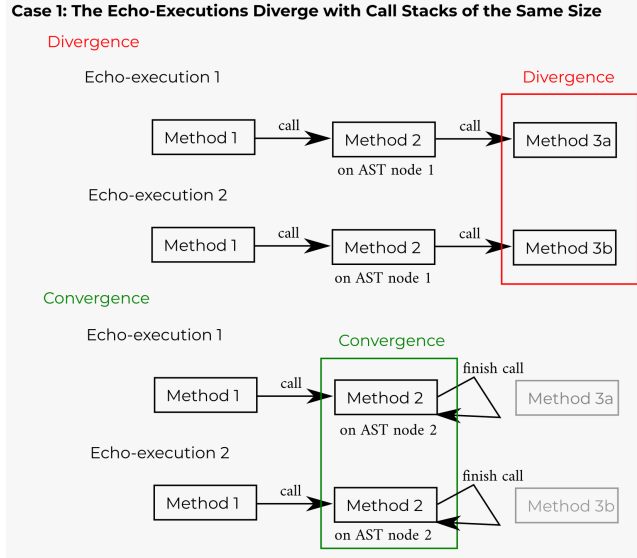 Case 1: The Echo-Executions Diverge with Call Stacks of the Same Size
Divergence
Echo-execution 1
Divergence
Method 1
call
Method 2
call
Method 3a
on AST node 1
Echo-execution 2
Method 1
call
Method 2
call
Method 3b
on AST node 1
Convergence
Echo-execution 1
Convergence
Method 1
call
Method 2
finish call
Method 3a
on AST node 2
Echo-execution 2
Method 1
call
Method 2
finish call
Method 3b
on AST node 2